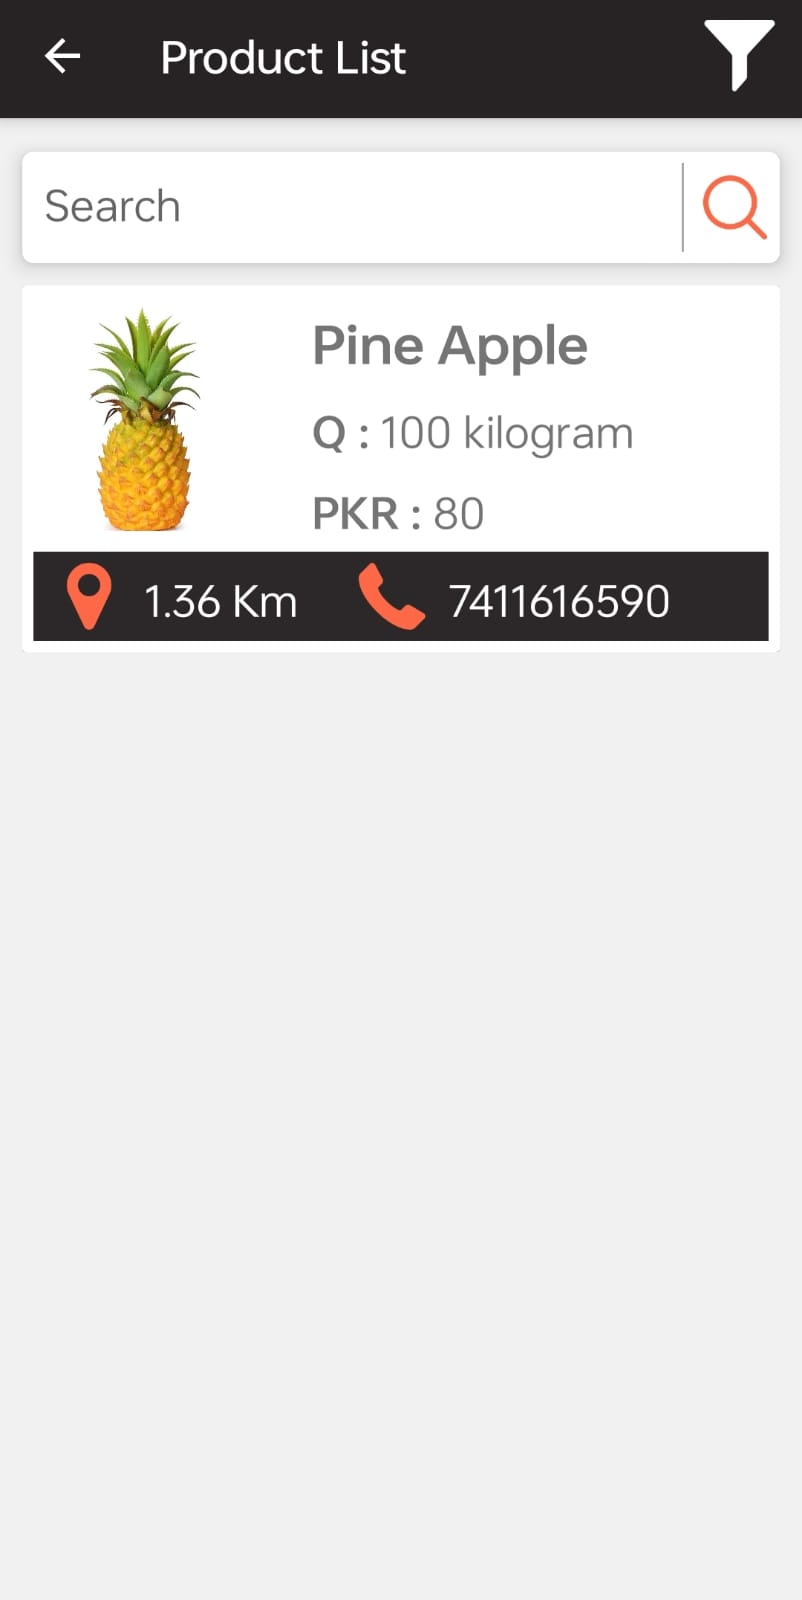 Product List
Search
Pine Apple
Q : 100 kilogram
PKR : 80
1.36 Km 7411616590